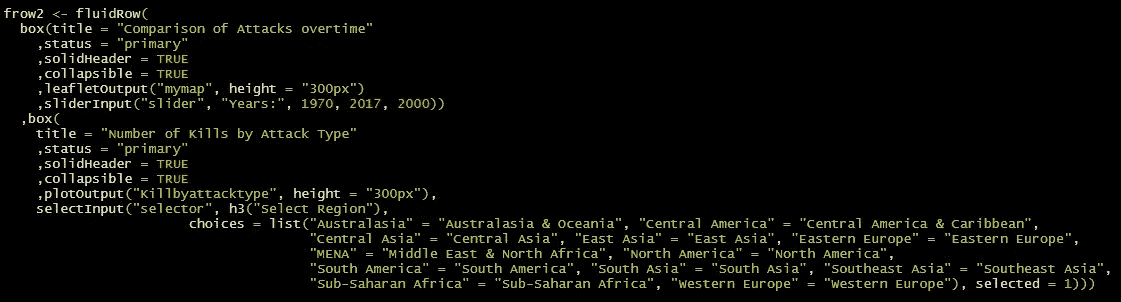 frow2 <- fluidRow(
  box(title = "Comparison of Attacks overtime"
    ,status = "primary"
    ,solidHeader = TRUE
    ,collapsible = TRUE
    ,leafletOutput("mymap", height = "300px")
    ,sliderInput("slider", "Years:", 1970, 2017, 2000))
  ,box(
    title = "Number of Kills by Attack Type"
    ,status = "primary"
    ,solidHeader = TRUE
    ,collapsible = TRUE
    ,plotOutput("Killbyattacktype", height = "300px"),
    selectInput("selector", h3("Select Region"),
                       choices = list("Australasia" = "Australasia & Oceania", "Central America" = "Central America & Caribbean",
                                      "Central Asia" = "Central Asia", "East Asia" = "East Asia", "Eastern Europe" = "Eastern Europe",
                                      "MENA" = "Middle East & North Africa", "North America" = "North America",
                                      "South America" = "South America", "South Asia" = "South Asia", "Southeast Asia" = "Southeast Asia",
                                      "Sub-Saharan Africa" = "Sub-Saharan Africa", "Western Europe" = "Western Europe"), selected = 1)))